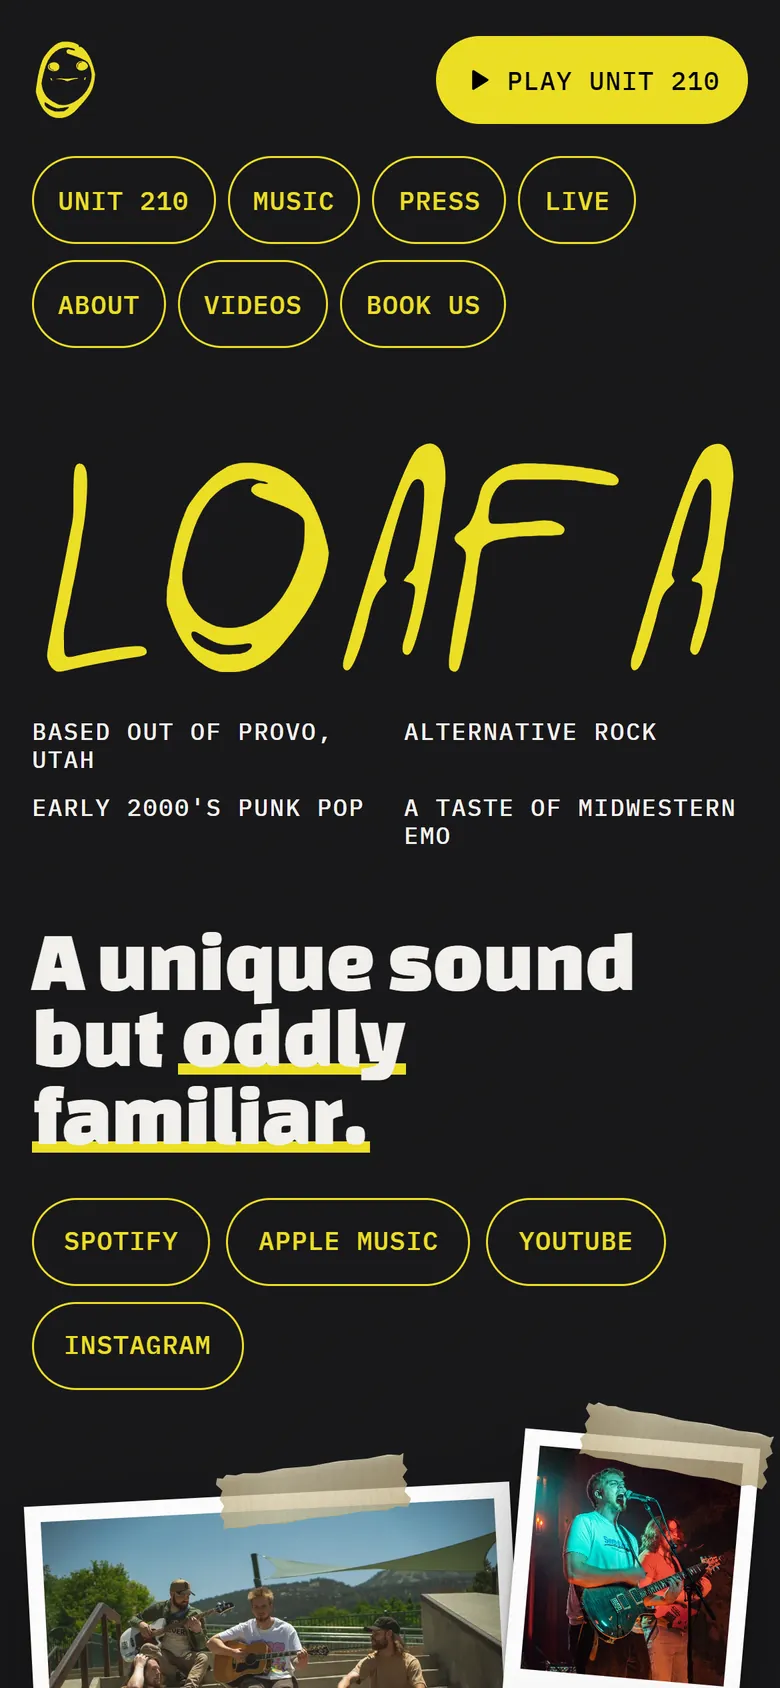 PLAY UNIT 210
UNIT 210 MUSIC PRESS LIVE
ABOUT VIDEOS BOOK US
LOAFA
BASED OUT OF PROVO,
UTAH
ALTERNATIVE ROCK
EARLY 2000'S PUNK POP
A TASTE OF MIDWESTERN
EMO
A unique sound
but oddly
familiar.
SPOTIFY APPLE MUSIC YOUTUBE
INSTAGRAM